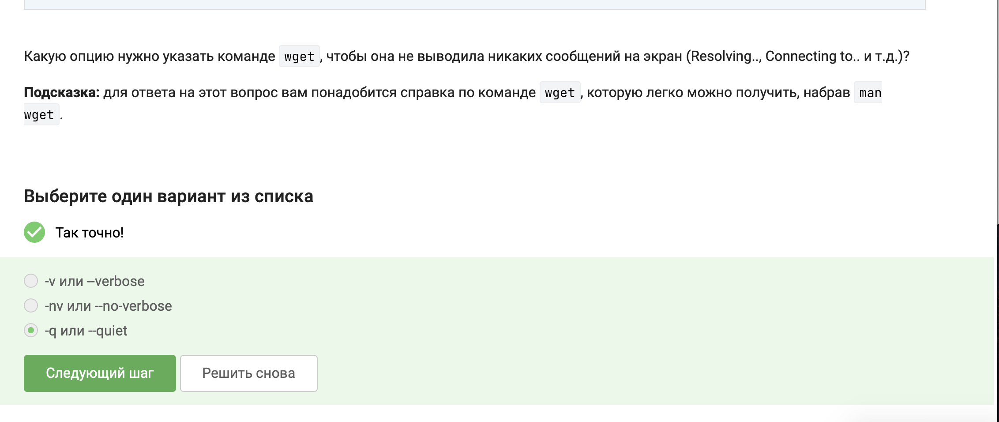 Какую опцию нужно указать команде wget, чтобы она не выводила никаких сообщений на экран (Resolving.., Connecting to.. и т.д.)?
Подсказка: для ответа на этот вопрос вам понадобится справка по команде wget, которую легко можно получить, набрав man
wget.
Выберите один вариант из списка
Так точно!
-v или --verbose
-nv или --no-verbose
-q или --quiet
Следующий шаг
Решить снова